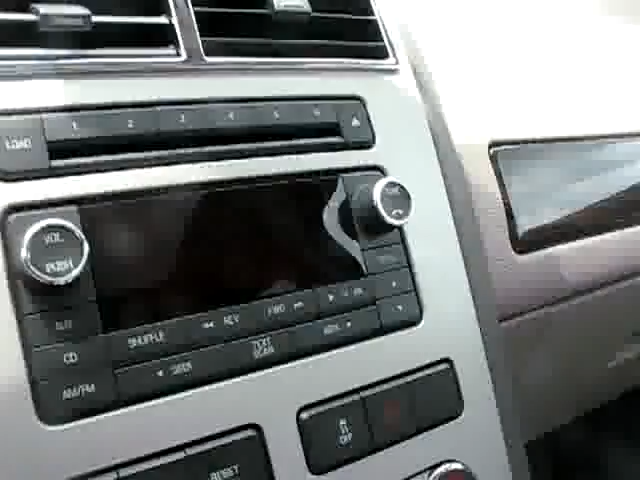 1 2 3 4 5 6
LOAD
VOL
PUSH
SHUFFLE REV FWD
CD SEEK TEXT SCAN
AM/FM
OFF
RESET